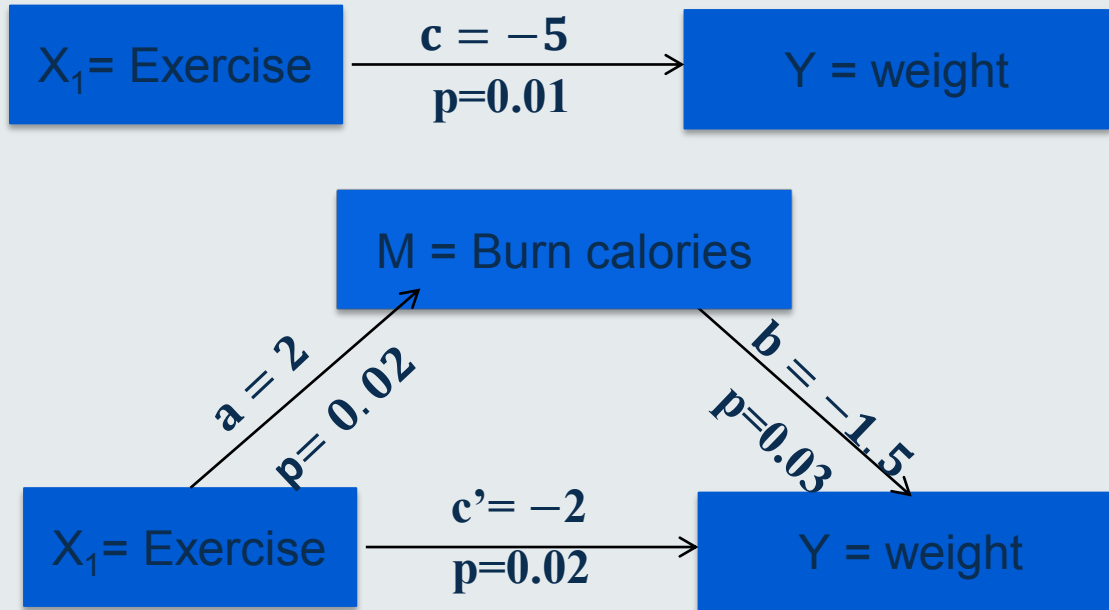 X₁= Exercise
c = −5
p=0.01
Y = weight
M = Burn calories
a = 2
p= 0.02
b = −1.5
p=0.03
X₁= Exercise
c’= −2
p=0.02
Y = weight